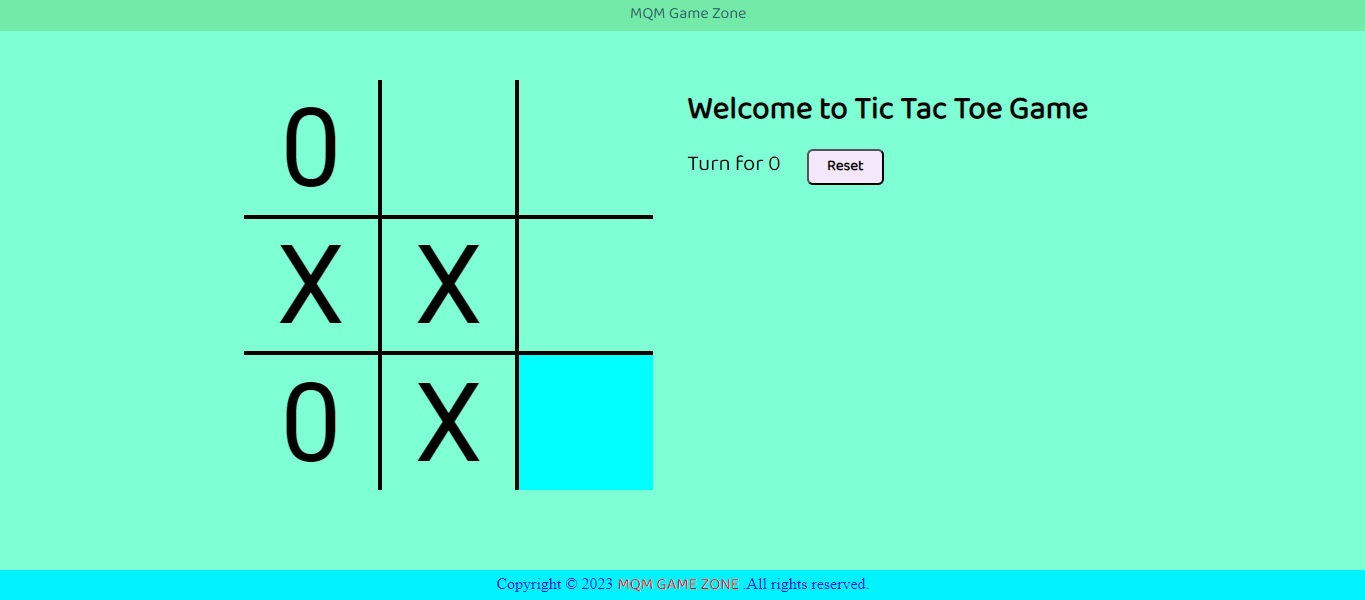 MQM Game Zone
0
X X
0 X
Welcome to Tic Tac Toe Game
Turn for 0 Reset
Copyright © 2023 MQM GAME ZONE .All rights reserved.